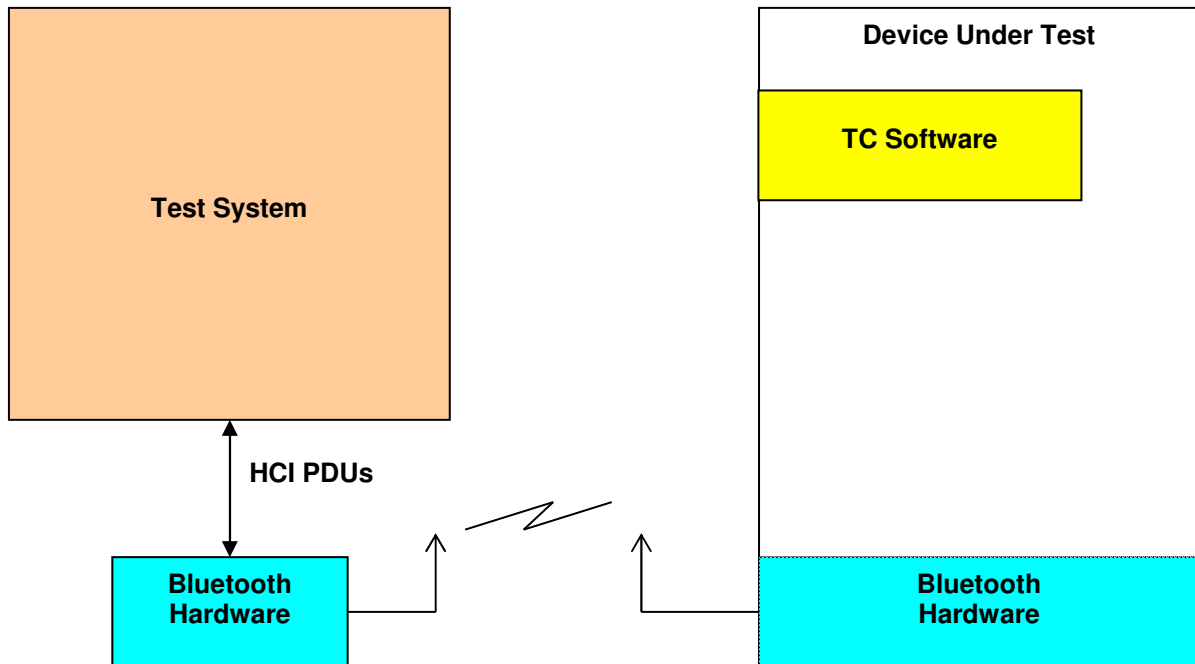 Device Under Test
TC Software
Test System
HCI PDUs
Bluetooth
Hardware
Bluetooth
Hardware